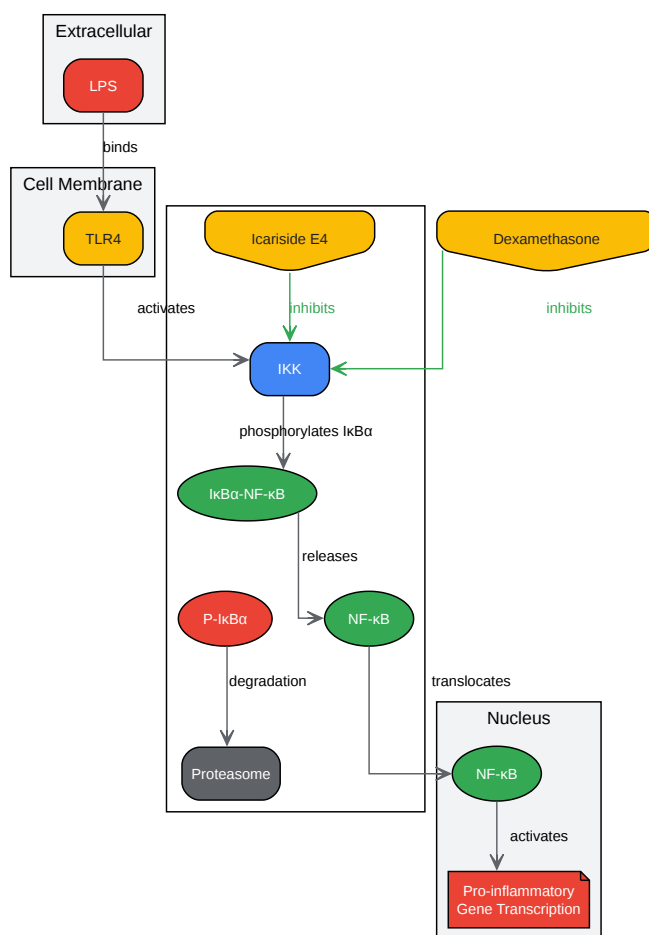 Extracellular
LPS
binds
Cell Membrane
TLR4
Icariside E4
Dexamethasone
activates
inhibits
inhibits
IKK
phosphorylates IκBα
IκBα-NF-κB
releases
P-IκBα
NF-κB
degradation
translocates
Nucleus
Proteasome
NF-κB
activates
Pro-inflammatory
Gene Transcription